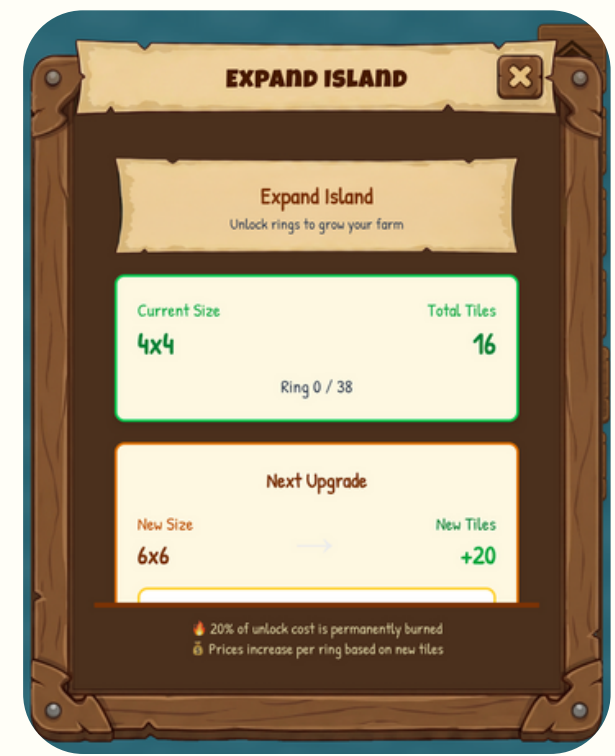 EXPAND ISLAND
Expand Island
Unlock rings to grow your farm
Current Size
Total Tiles
4x4
16
Ring 0 / 38
Next Upgrade
New Size
New Tiles
6x6
→
+20
🔥 20% of unlock cost is permanently burned
💰 Prices increase per ring based on new tiles